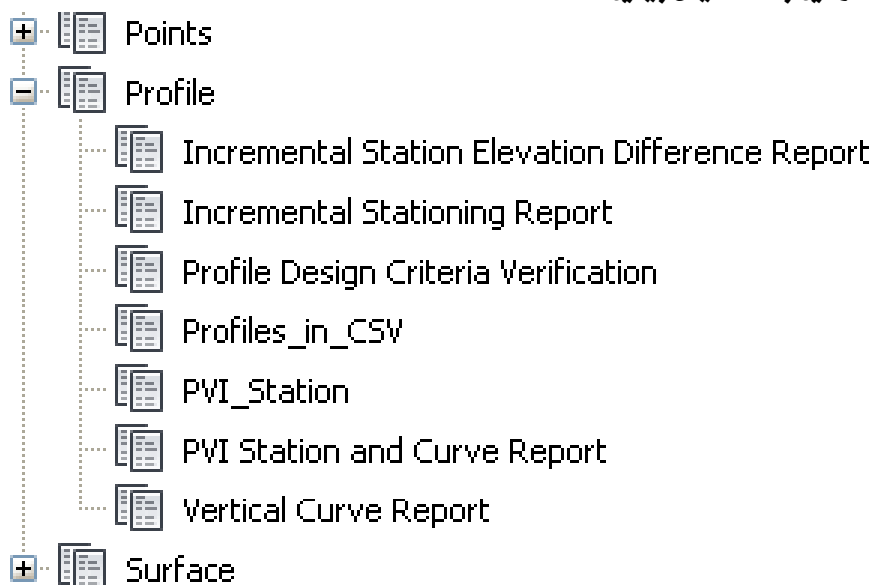 Points
Profile
Incremental Station Elevation Difference Report
Incremental Stationing Report
Profile Design Criteria Verification
Profiles_in_CSV
PVI_Station
PVI Station and Curve Report
Vertical Curve Report
Surface